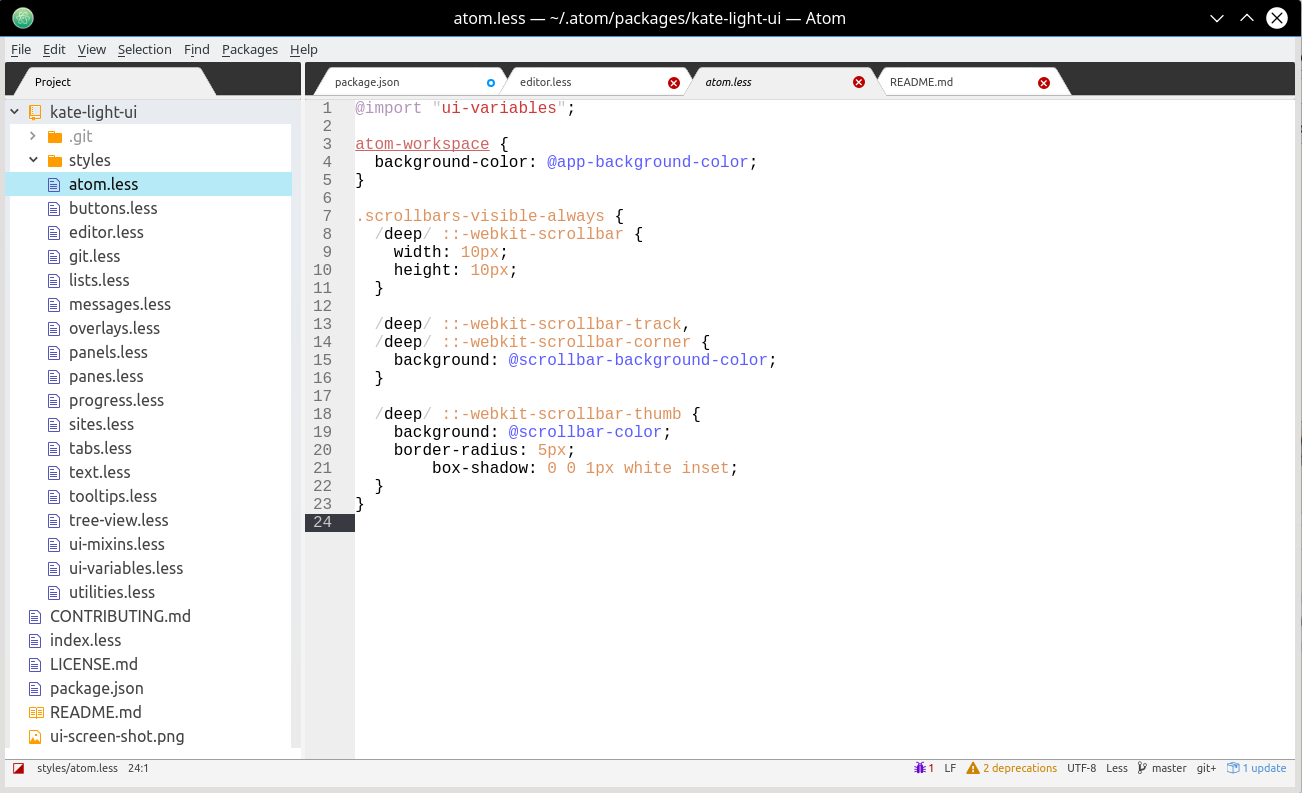 atom.less — ~/.atom/packages/kate-light-ui — Atom
File Edit View Selection Find Packages Help
Project
package.json editor.less atom.less README.md
kate-light-ui
.git
styles
atom.less
buttons.less
editor.less
git.less
lists.less
messages.less
overlays.less
panels.less
panes.less
progress.less
sites.less
tabs.less
text.less
tooltips.less
tree-view.less
ui-mixins.less
ui-variables.less
utilities.less
CONTRIBUTING.md
index.less
LICENSE.md
package.json
README.md
ui-screen-shot.png
1 @import "ui-variables";
2
3 atom-workspace {
4   background-color: @app-background-color;
5 }
6
7 .scrollbars-visible-always {
8   /deep/ ::-webkit-scrollbar {
9     width: 10px;
10     height: 10px;
11   }
12
13   /deep/ ::-webkit-scrollbar-track,
14   /deep/ ::-webkit-scrollbar-corner {
15     background: @scrollbar-background-color;
16   }
17
18   /deep/ ::-webkit-scrollbar-thumb {
19     background: @scrollbar-color;
20     border-radius: 5px;
21         box-shadow: 0 0 1px white inset;
22   }
23 }
24
styles/atom.less 24:1 1 LF 2 deprecations UTF-8 Less master git+ 1 update